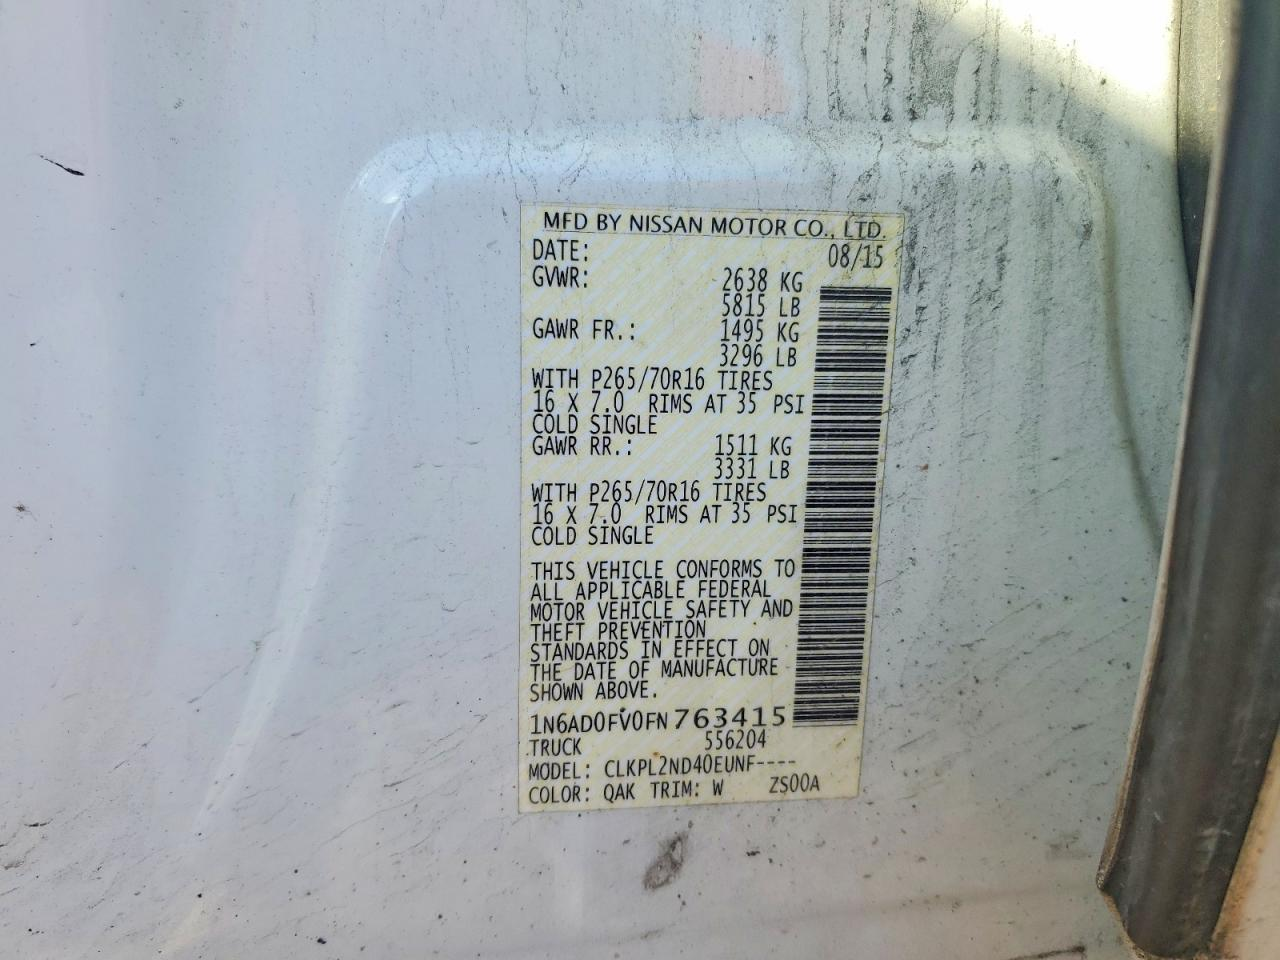 MFD BY NISSAN MOTOR CO., LTD.
DATE: 08/15
GVWR: 2638 KG
5815 LB
GAWR FR.: 1495 KG
3296 LB
WITH P265/70R16 TIRES
16 X 7.0 RIMS AT 35 PSI
COLD SINGLE
GAWR RR.: 1511 KG
3331 LB
WITH P265/70R16 TIRES
16 X 7.0 RIMS AT 35 PSI
COLD SINGLE
THIS VEHICLE CONFORMS TO
ALL APPLICABLE FEDERAL
MOTOR VEHICLE SAFETY AND
THEFT PREVENTION
STANDARDS IN EFFECT ON
THE DATE OF MANUFACTURE
SHOWN ABOVE.
1N6AD0FV0FN763415
TRUCK 556204
MODEL: CLKPL2ND40EUNF----
COLOR: QAK TRIM: W ZS00A